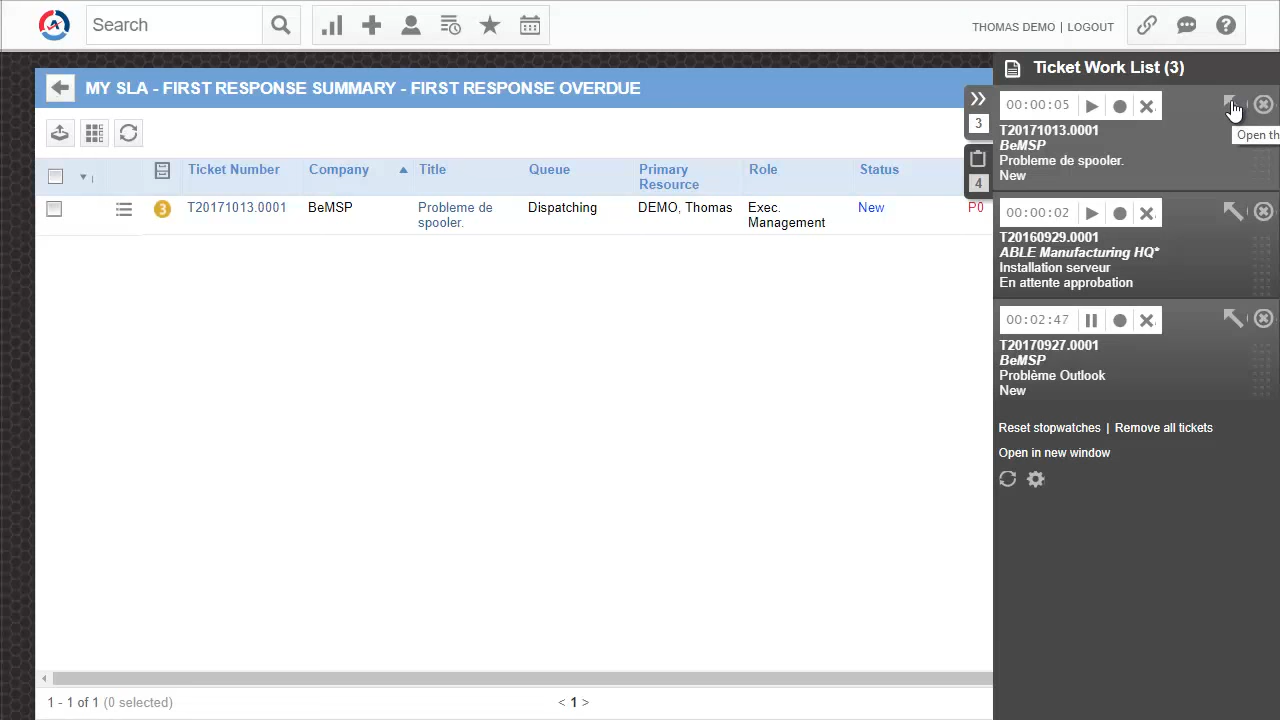 Search
THOMAS DEMO | LOGOUT
MY SLA - FIRST RESPONSE SUMMARY - FIRST RESPONSE OVERDUE
Ticket Number
Company
Title
Queue
Primary
Resource
Role
Status
3
T20171013.0001
BeMSP
Probleme de
spooler.
Dispatching
DEMO, Thomas
Exec.
Management
New
P0
1 - 1 of 1 (0 selected)
< 1 >
3
4
Ticket Work List (3)
00:00:05
Open th
T20171013.0001
BeMSP
Probleme de spooler.
New
00:00:02
T20160929.0001
ABLE Manufacturing HQ*
Installation serveur
En attente approbation
00:02:47
T20170927.0001
BeMSP
Problème Outlook
New
Reset stopwatches | Remove all tickets
Open in new window